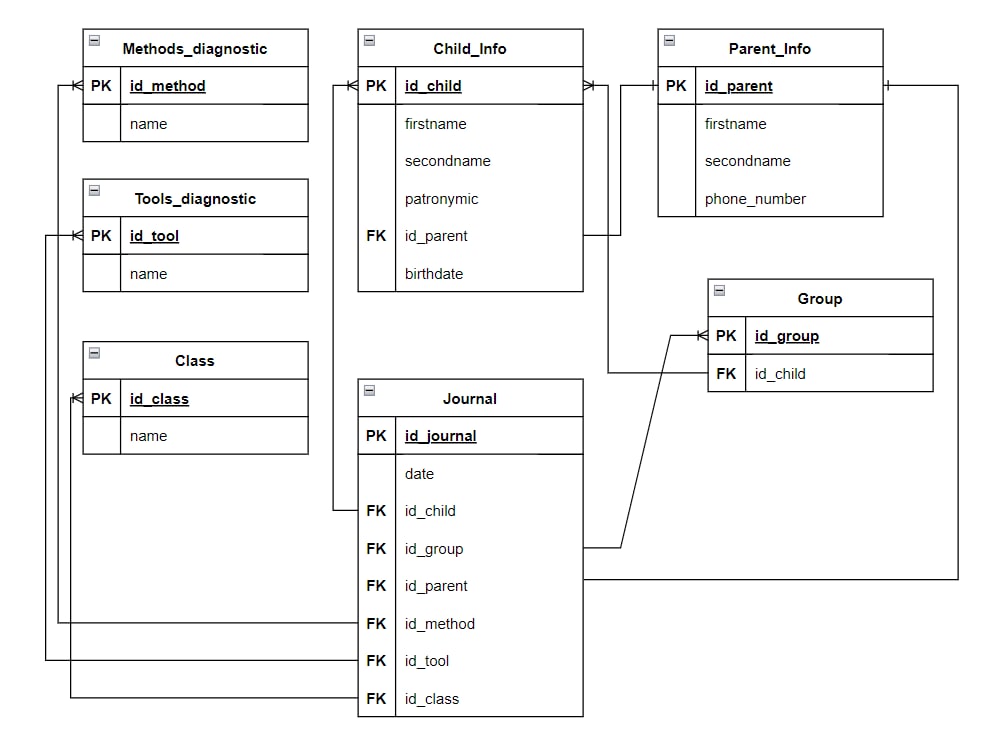 Methods_diagnostic
PK id_method
name
Tools_diagnostic
PK id_tool
name
Class
PK id_class
name
Child_Info
PK id_child
firstname
secondname
patronymic
FK id_parent
birthdate
Journal
PK id_journal
date
FK id_child
FK id_group
FK id_parent
FK id_method
FK id_tool
FK id_class
Parent_Info
PK id_parent
firstname
secondname
phone_number
Group
PK id_group
FK id_child